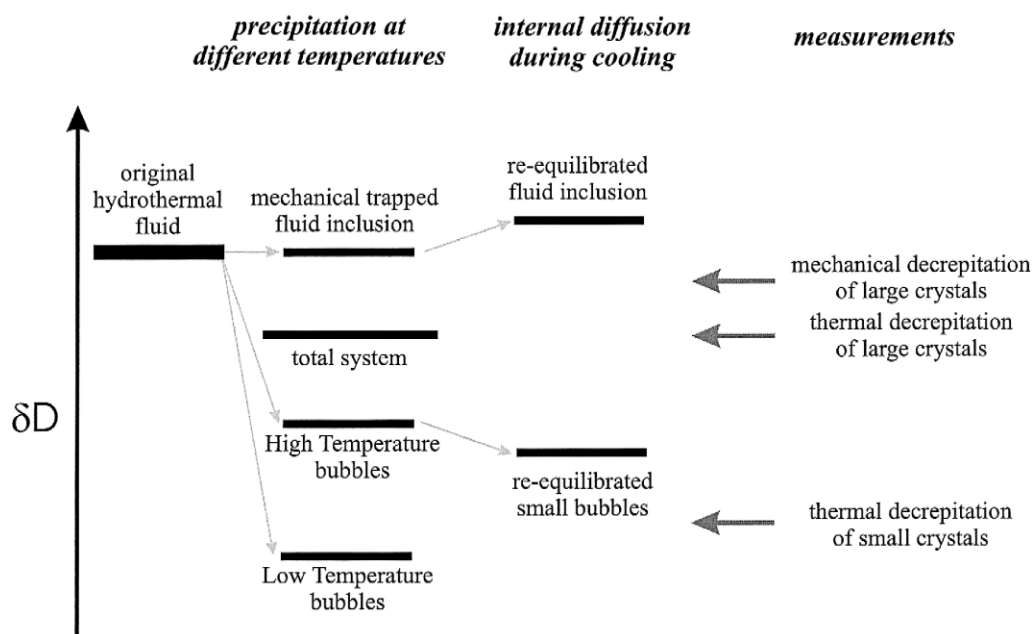 precipitation at
different temperatures
internal diffusion
during cooling
measurements
original
hydrothermal
fluid
mechanical trapped
fluid inclusion
re-equilibrated
fluid inclusion
mechanical decrepitation
of large crystals
thermal decrepitation
of large crystals
total system
δD
High Temperature
bubbles
re-equilibrated
small bubbles
thermal decrepitation
of small crystals
Low Temperature
bubbles